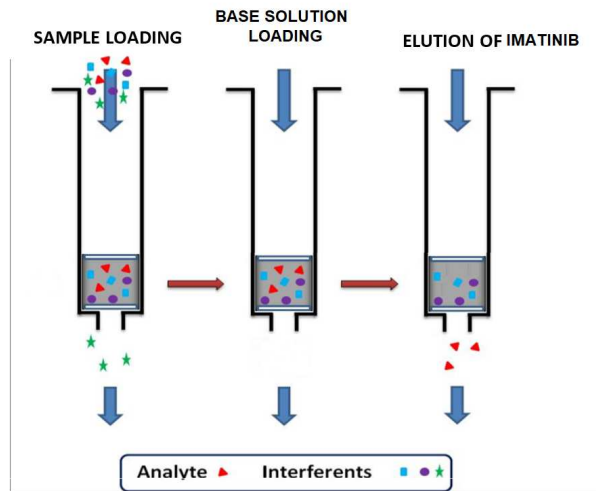 SAMPLE LOADING
BASE SOLUTION
LOADING
ELUTION OF IMATINIB
Analyte
Interferents